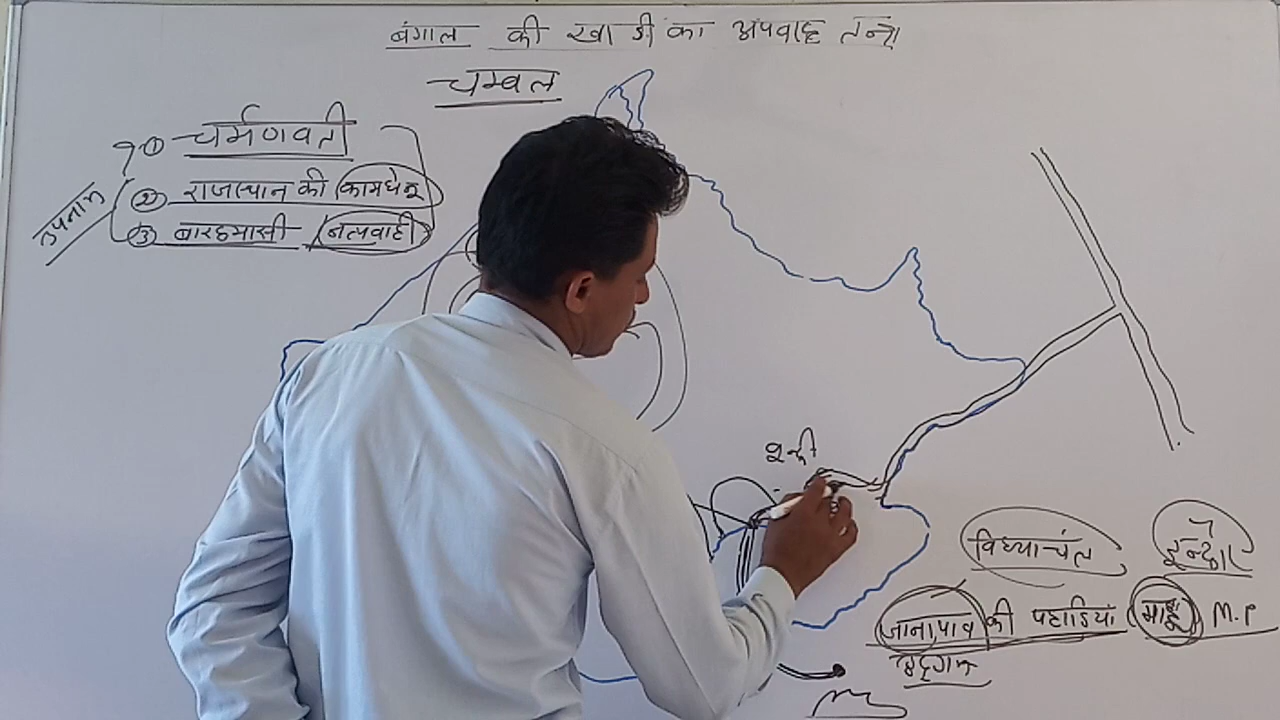 बंगाल की खाड़ी का अपवाह तन्त्र
चम्बल
उपनाम
① चर्मणवती
② राजस्थान की कामधेनू
③ बारहमासी नित्यवाही
विध्याचल
इन्दौर
जानापाव की पहाडियां M.P
उद्गम